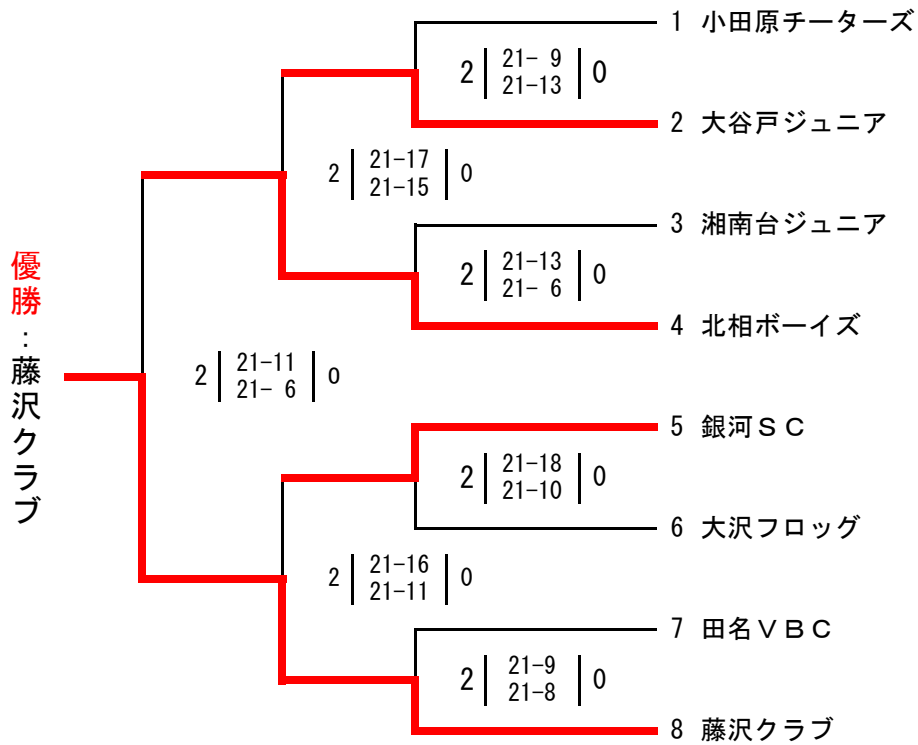 1 小田原チーターズ
2 21- 9 0
21-13
2 大谷戸ジュニア
2 21-17 0
21-15
3 湘南台ジュニア
2 21-13 0
21- 6
4 北相ボーイズ
優勝:藤沢クラブ
2 21-11 0
21- 6
5 銀河SC
2 21-18 0
21-10
6 大沢フロッグ
2 21-16 0
21-11
7 田名VBC
2 21-9 0
21-8
8 藤沢クラブ